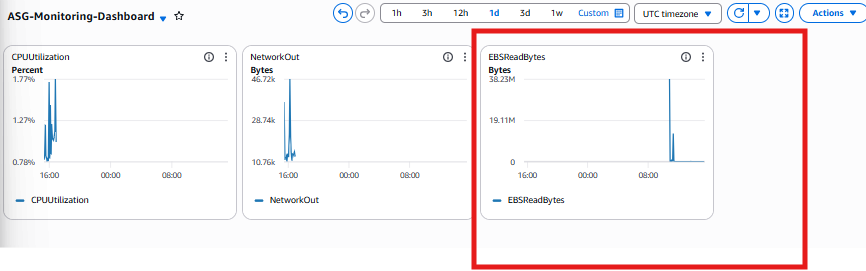 ASG-Monitoring-Dashboard
1h 3h 12h 1d 3d 1w Custom UTC timezone Actions
CPUUtilization
Percent
1.77%
1.27%
0.78%
16:00 00:00 08:00
CPUUtilization
NetworkOut
Bytes
46.72k
28.74k
10.76k
16:00 00:00 08:00
NetworkOut
EBSReadBytes
Bytes
38.23M
19.11M
0
16:00 00:00 08:00
EBSReadBytes